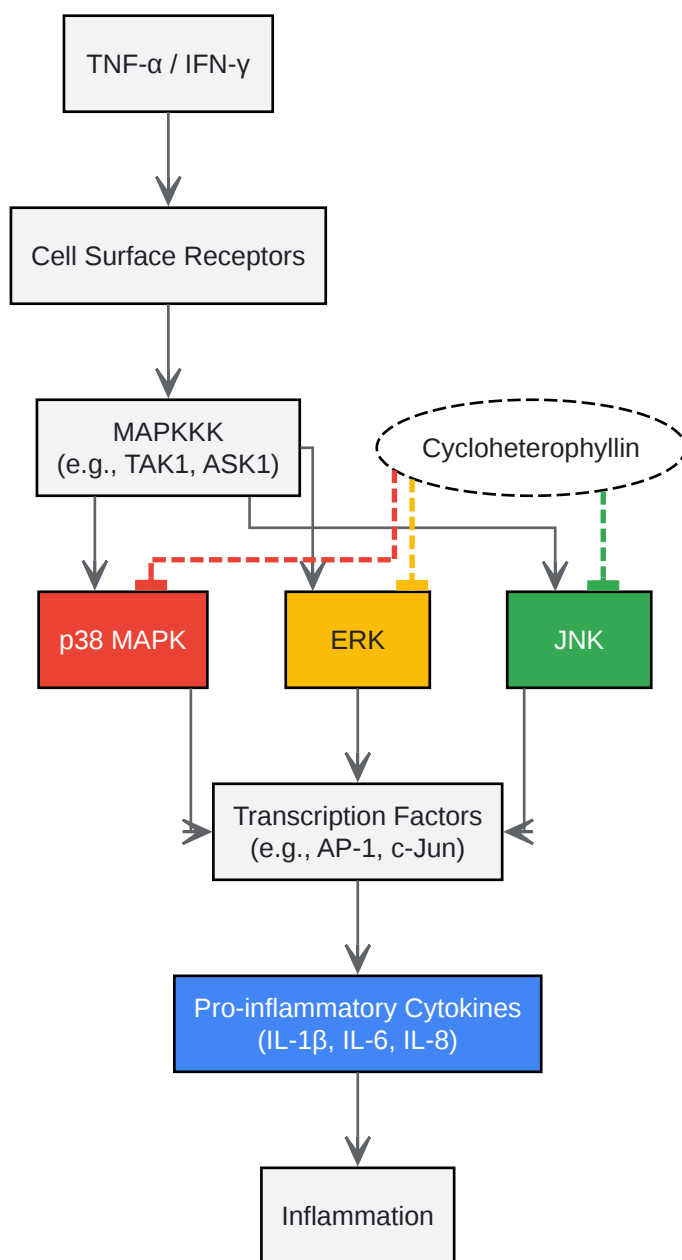 TNF-α / IFN-γ
Cell Surface Receptors
MAPKKK
(e.g., TAK1, ASK1)
Cycloheterophyllin
p38 MAPK
ERK
JNK
Transcription Factors
(e.g., AP-1, c-Jun)
Pro-inflammatory Cytokines
(IL-1β, IL-6, IL-8)
Inflammation